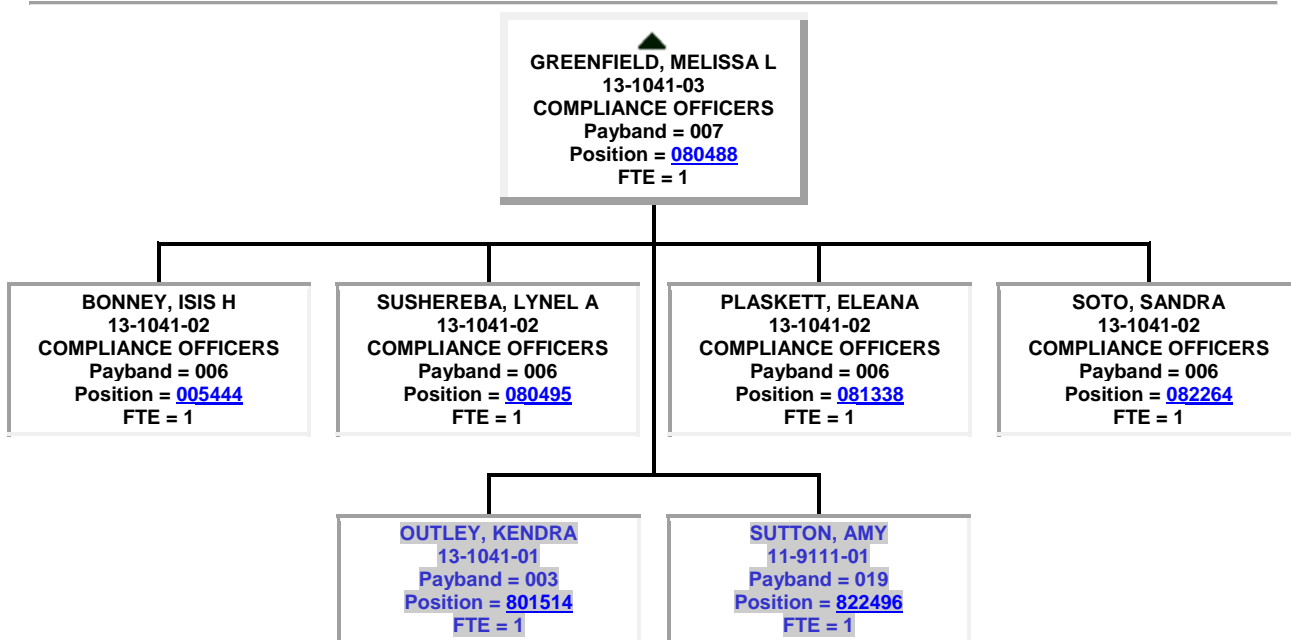 GREENFIELD, MELISSA L
13-1041-03
COMPLIANCE OFFICERS
Payband = 007
Position = 080488
FTE = 1
BONNEY, ISIS H
13-1041-02
COMPLIANCE OFFICERS
Payband = 006
Position = 005444
FTE = 1
SUSHEREBA, LYNEL A
13-1041-02
COMPLIANCE OFFICERS
Payband = 006
Position = 080495
FTE = 1
PLASKETT, ELEANA
13-1041-02
COMPLIANCE OFFICERS
Payband = 006
Position = 081338
FTE = 1
SOTO, SANDRA
13-1041-02
COMPLIANCE OFFICERS
Payband = 006
Position = 082264
FTE = 1
OUTLEY, KENDRA
13-1041-01
Payband = 003
Position = 801514
FTE = 1
SUTTON, AMY
11-9111-01
Payband = 019
Position = 822496
FTE = 1